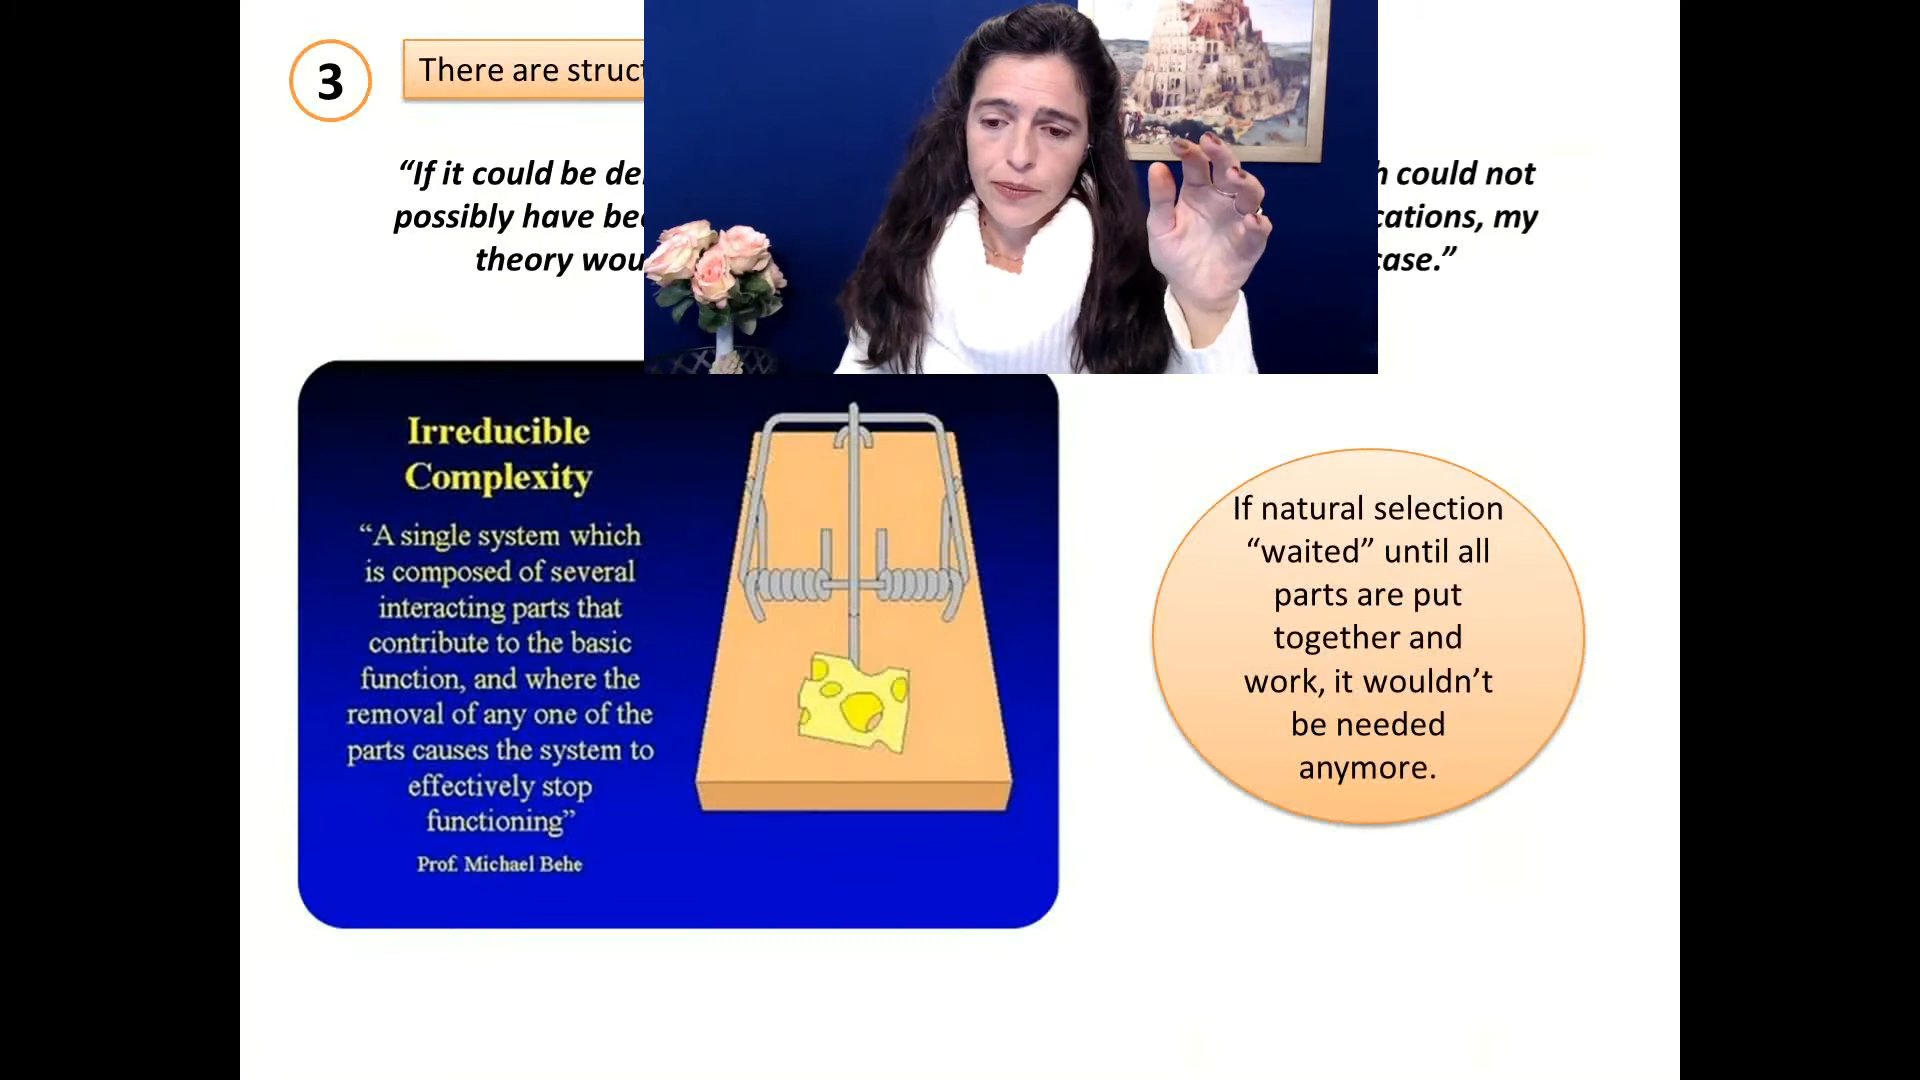 3
There are struct
“If it could be de
could not
possibly have bee
cations, my
theory wou
case.”
Irreducible
Complexity
“A single system which
is composed of several
interacting parts that
contribute to the basic
function, and where the
removal of any one of the
parts causes the system to
effectively stop
functioning”
Prof. Michael Behe
If natural selection
“waited” until all
parts are put
together and
work, it wouldn’t
be needed
anymore.